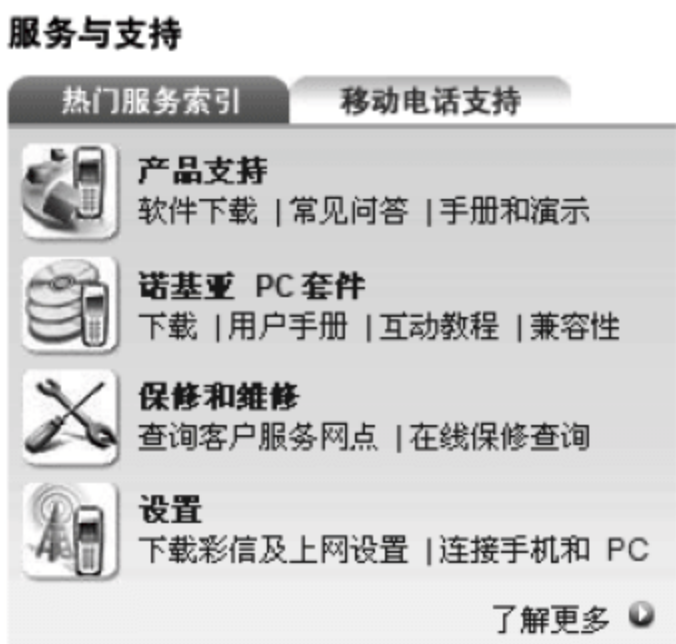 服务与支持
热门服务索引 移动电话支持
产品支持
软件下载 |常见问答 |手册和演示
诺基亚 PC套件
下载 |用户手册 |互动教程 |兼容性
保修和维修
查询客户服务网点 |在线保修查询
设置
下载彩信及上网设置 |连接手机和 PC
了解更多